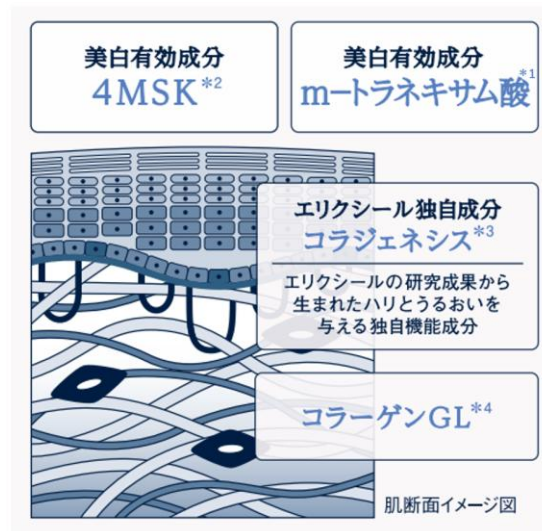 美白有効成分
4MSK*2
美白有効成分
m−トラネキサム酸*1
エリクシール独自成分
コラジェネシス*3
エリクシールの研究成果から
生まれたハリとうるおいを
与える独自機能成分
コラーゲンGL*4
肌断面イメージ図